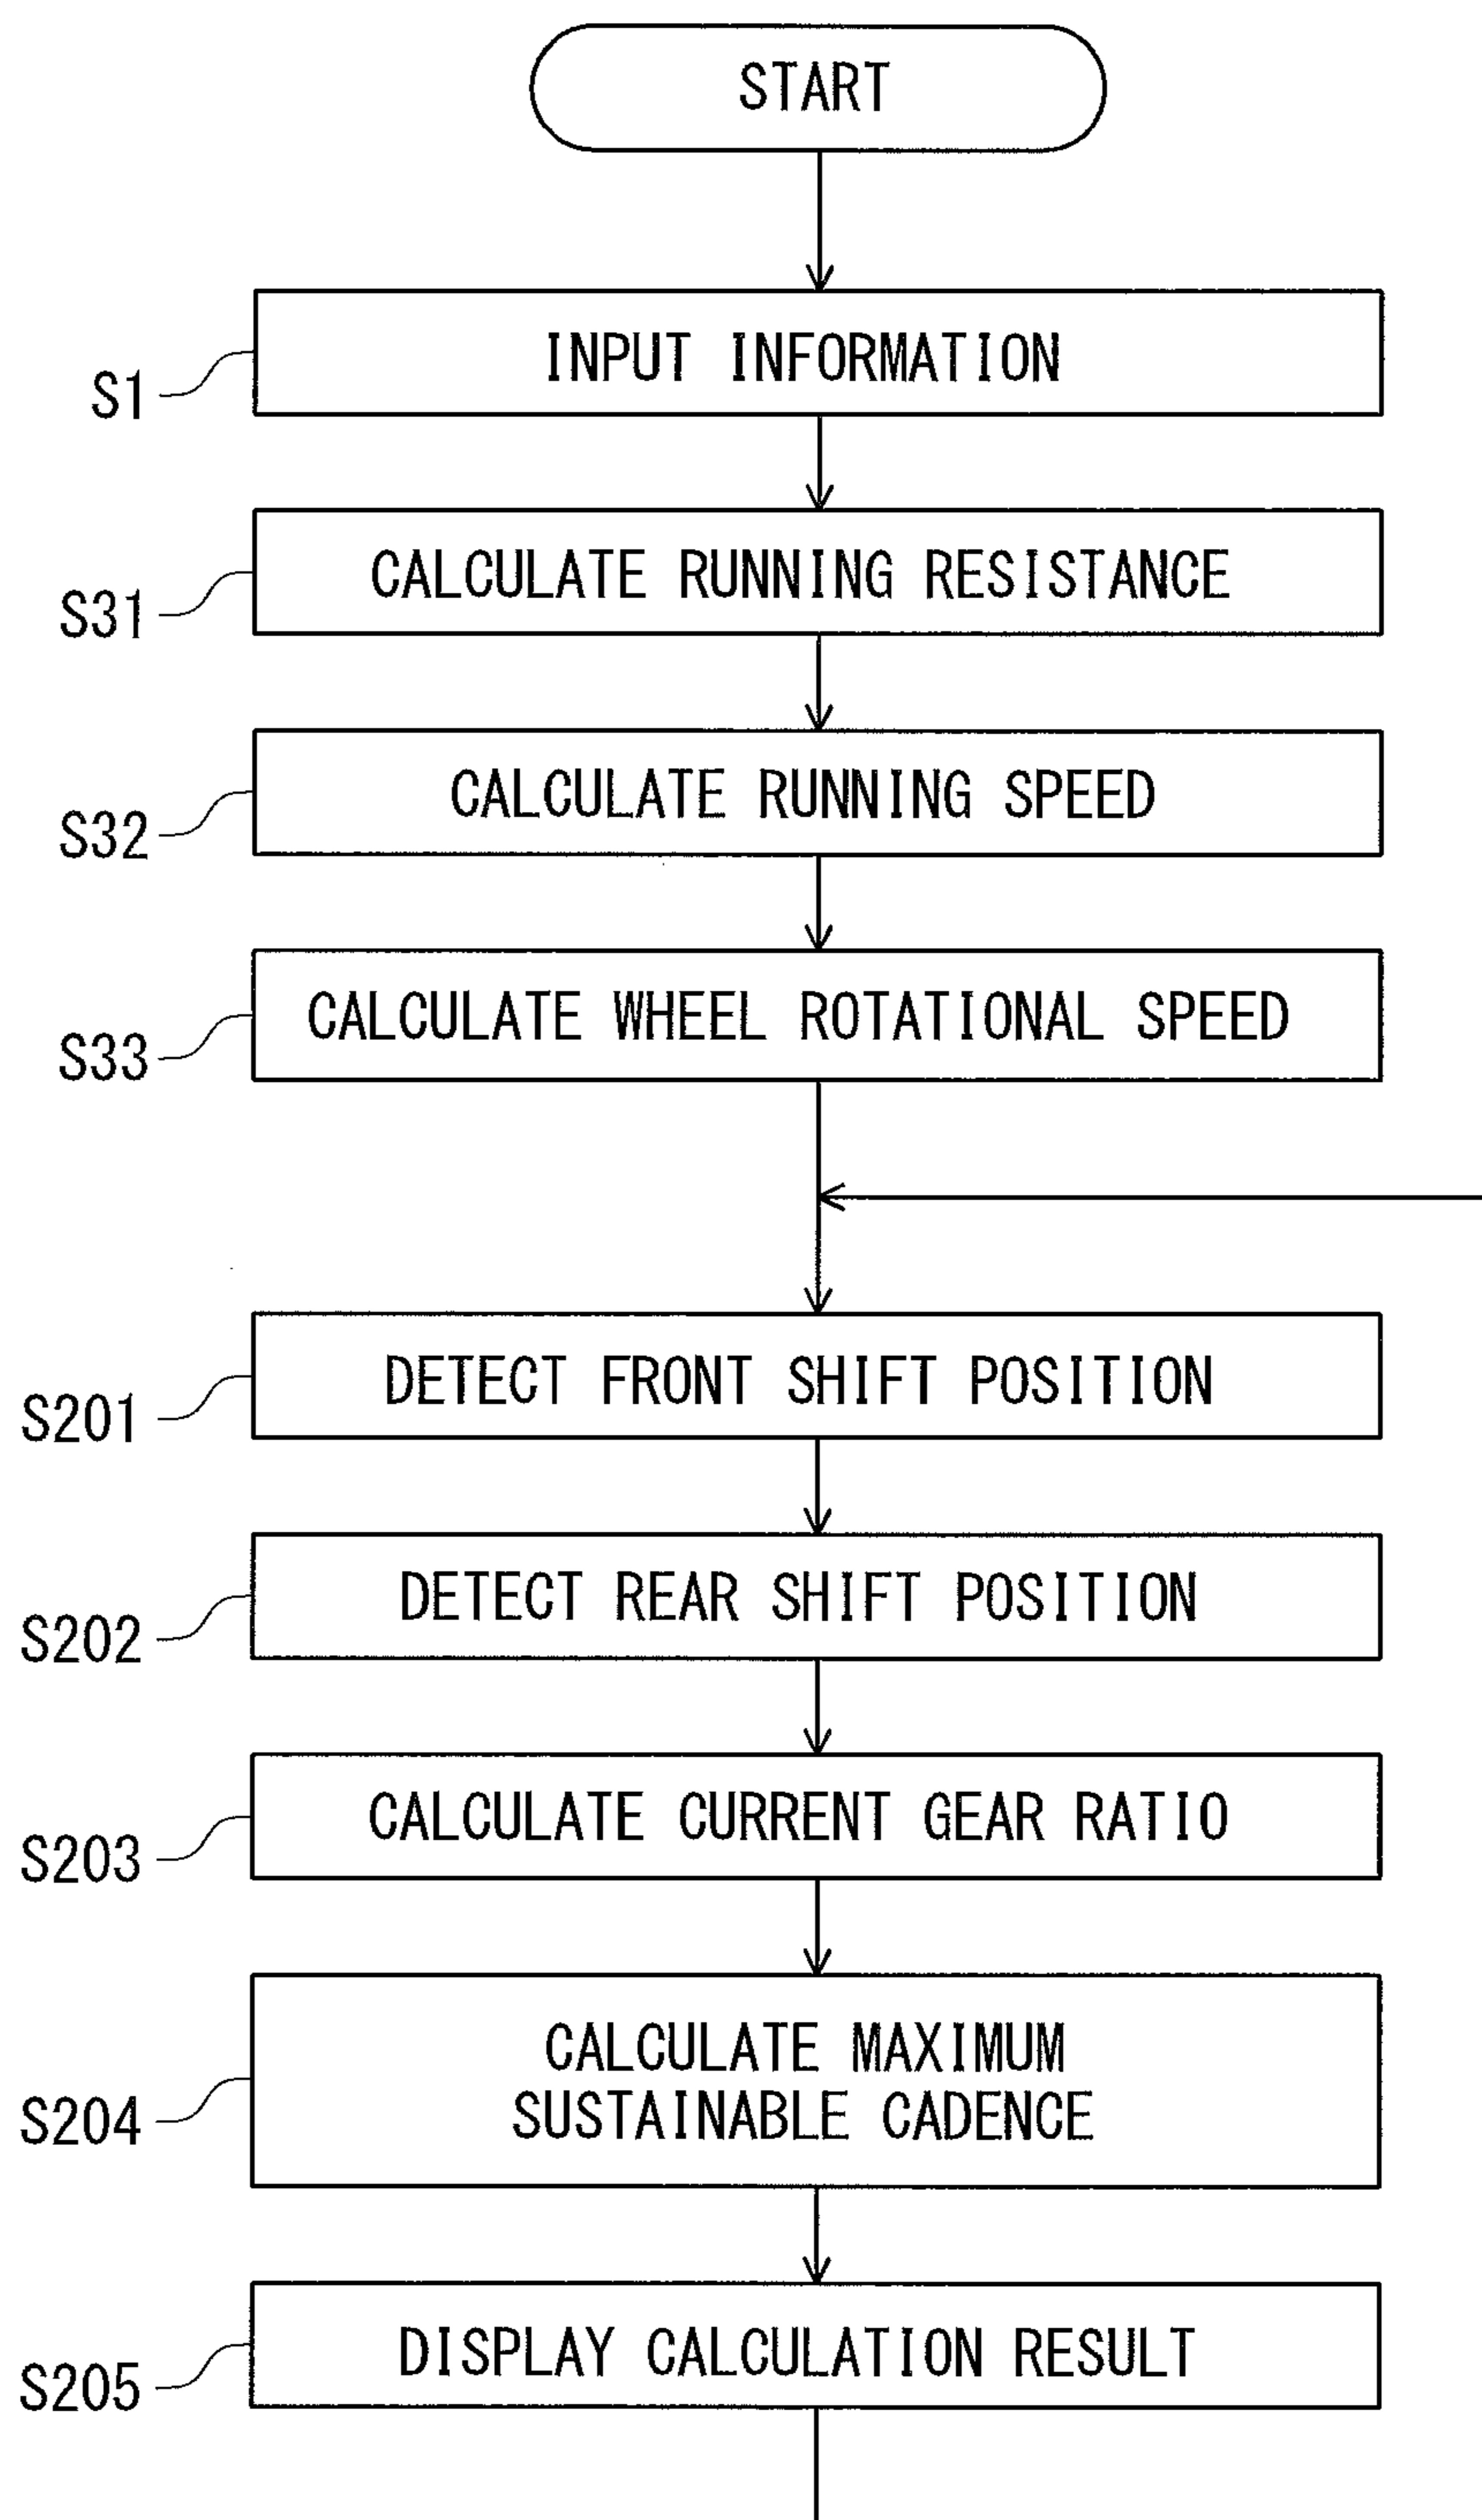 START
INPUT INFORMATION
S1
CALCULATE RUNNING RESISTANCE
S31
CALCULATE RUNNING SPEED
S32
CALCULATE WHEEL ROTATIONAL SPEED
S33
DETECT FRONT SHIFT POSITION
S201
DETECT REAR SHIFT POSITION
S202
CALCULATE CURRENT GEAR RATIO
S203
CALCULATE MAXIMUM
SUSTAINABLE CADENCE
S204
DISPLAY CALCULATION RESULT
S205